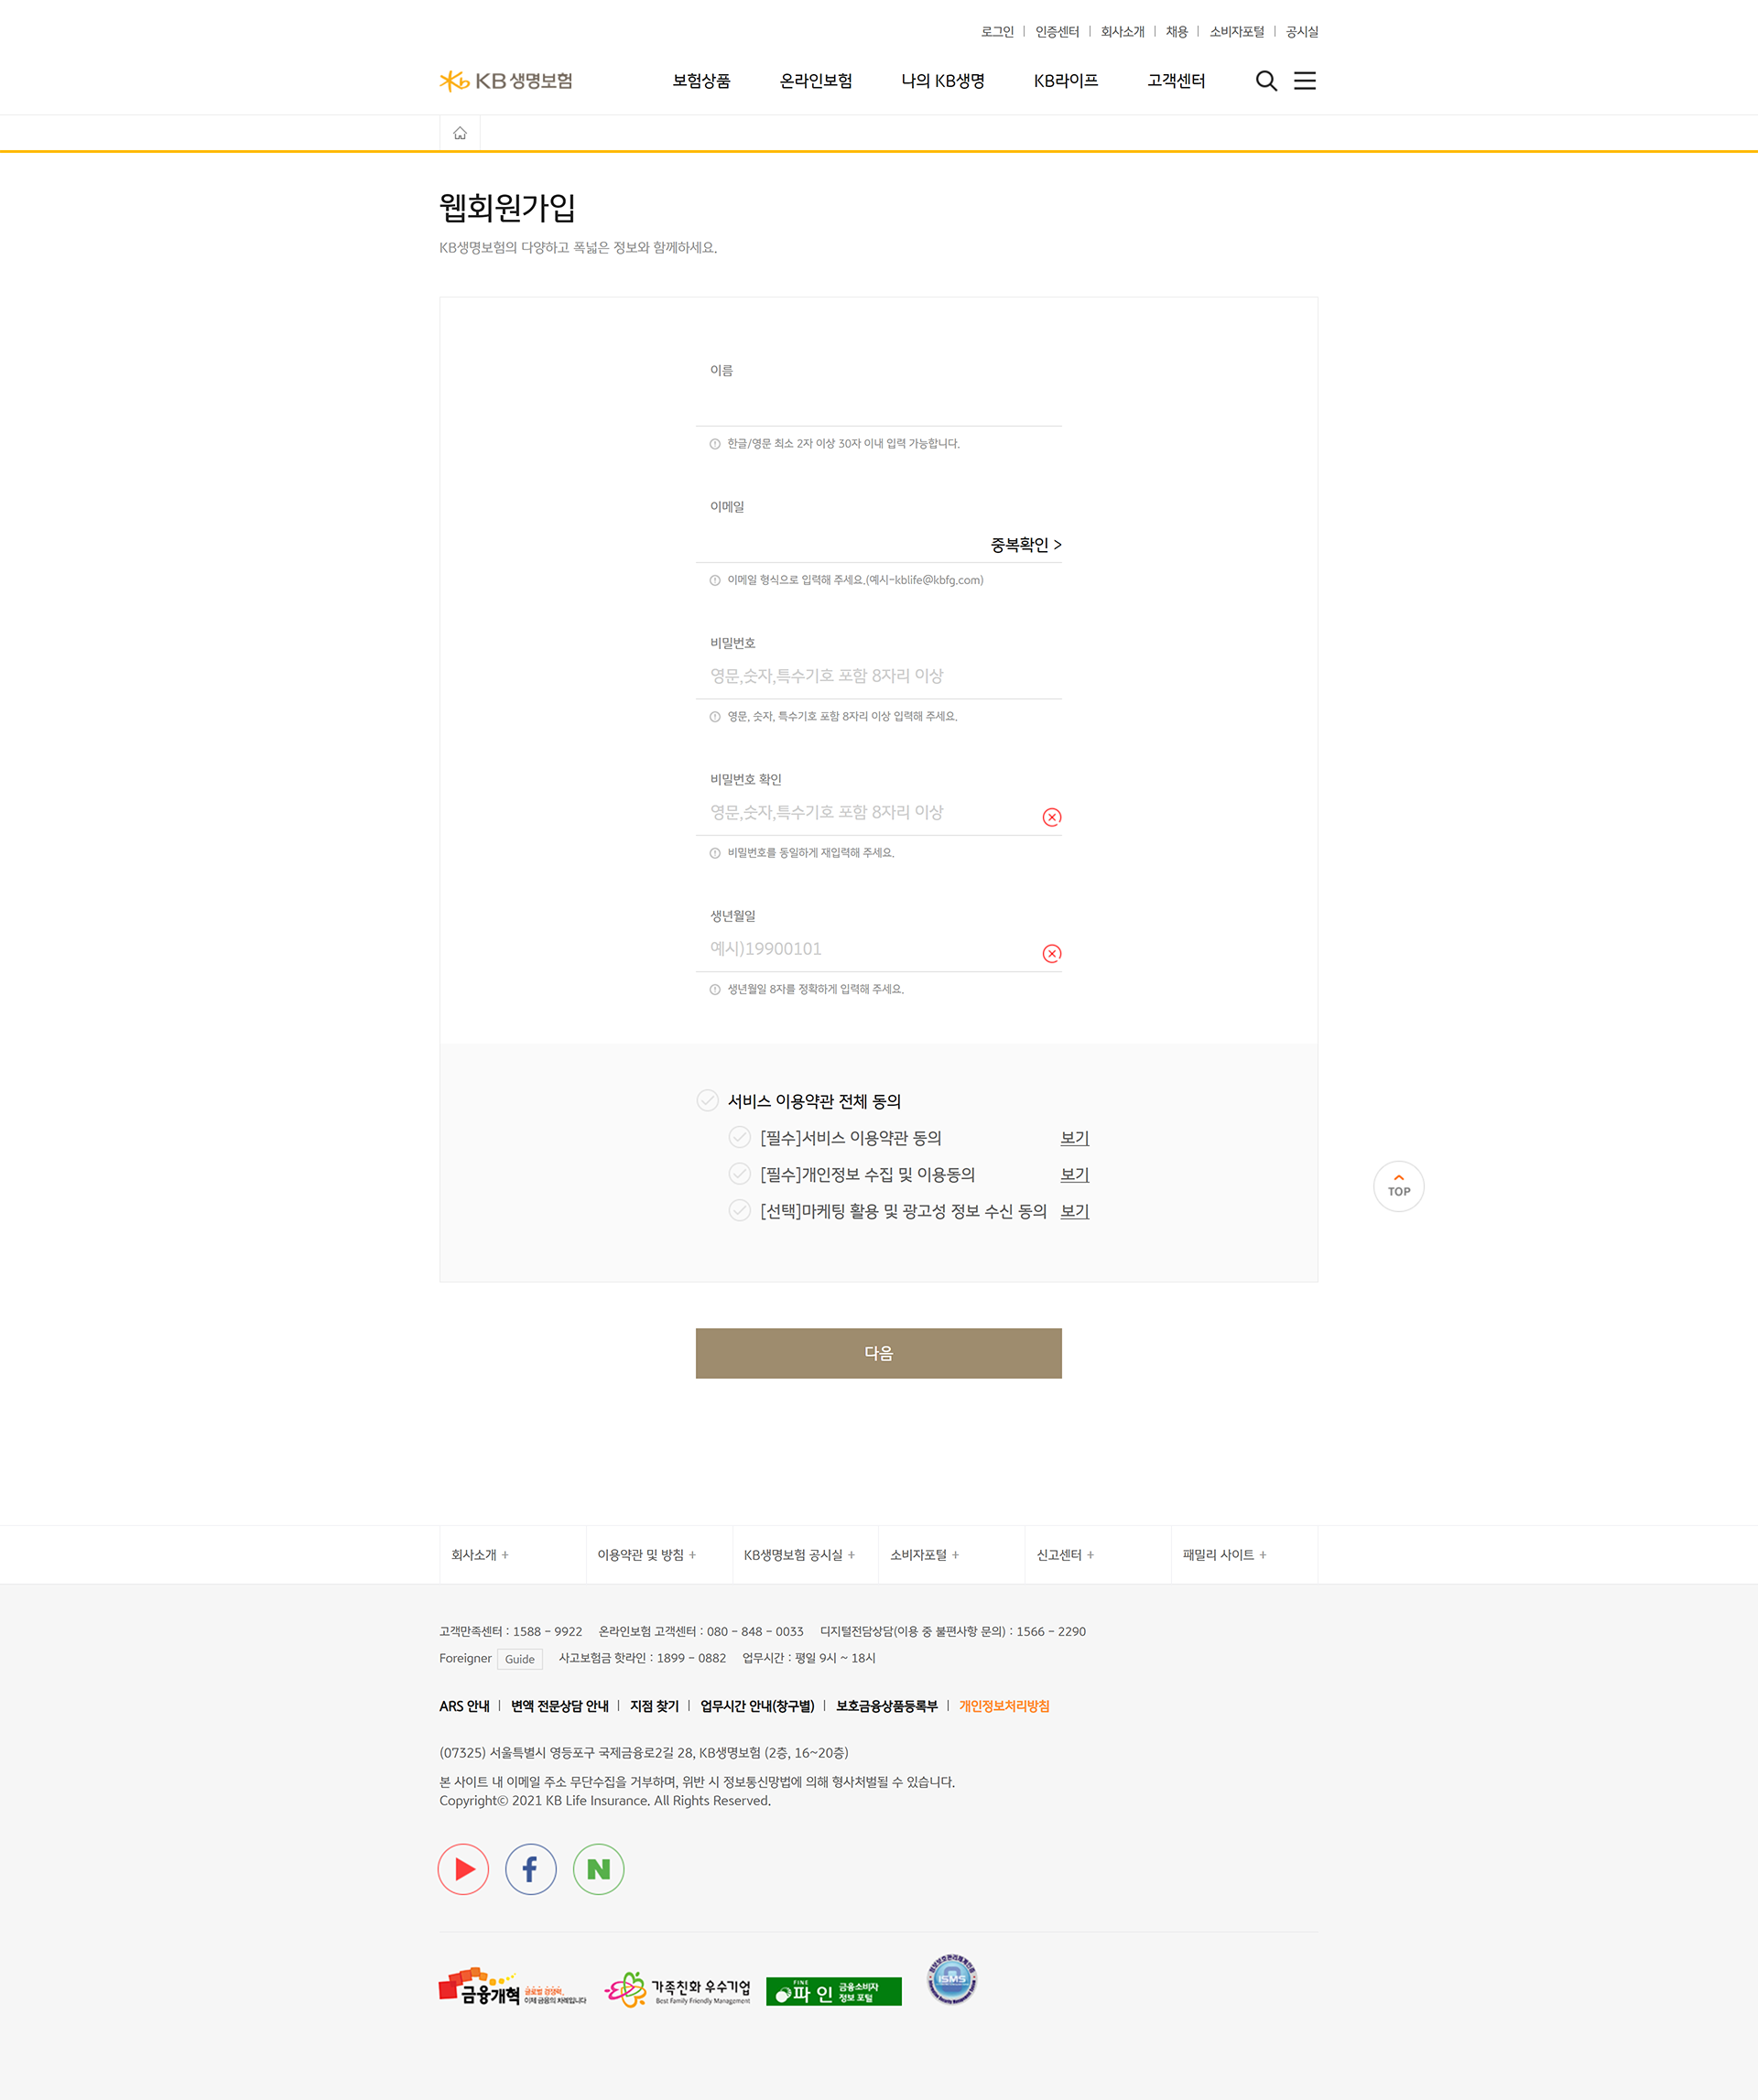 로그인 | 인증센터 | 회사소개 | 채용 | 소비자포털 | 공시실
KB 생명보험
보험상품 온라인보험 나의 KB생명 KB라이프 고객센터
웹회원가입
KB생명보험의 다양하고 폭넓은 정보와 함께하세요.
이름
한글/영문 최소 2자 이상 30자 이내 입력 가능합니다.
이메일
중복확인 >
이메일 형식으로 입력해 주세요.(예시-kblife@kbfg.com)
비밀번호
영문,숫자,특수기호 포함 8자리 이상
영문, 숫자, 특수기호 포함 8자리 이상 입력해 주세요.
비밀번호 확인
영문,숫자,특수기호 포함 8자리 이상
비밀번호를 동일하게 재입력해 주세요.
생년월일
예시)19900101
생년월일 8자를 정확하게 입력해 주세요.
서비스 이용약관 전체 동의
[필수]서비스 이용약관 동의 보기
[필수]개인정보 수집 및 이용동의 보기
[선택]마케팅 활용 및 광고성 정보 수신 동의 보기
TOP
다음
회사소개 + 이용약관 및 방침 + KB생명보험 공시실 + 소비자포털 + 신고센터 + 패밀리 사이트 +
고객만족센터 : 1588 - 9922 온라인보험 고객센터 : 080 - 848 - 0033 디지털전담상담(이용 중 불편사항 문의) : 1566 - 2290
Foreigner Guide 사고보험금 핫라인 : 1899 - 0882 업무시간 : 평일 9시 ~ 18시
ARS 안내 | 변액 전문상담 안내 | 지점 찾기 | 업무시간 안내(창구별) | 보호금융상품등록부 | 개인정보처리방침
(07325) 서울특별시 영등포구 국제금융로2길 28, KB생명보험 (2층, 16~20층)
본 사이트 내 이메일 주소 무단수집을 거부하며, 위반 시 정보통신망법에 의해 형사처벌될 수 있습니다.
Copyright© 2021 KB Life Insurance. All Rights Reserved.
금융개혁 글로벌 경쟁력, 이제 금융의 차례입니다
가족친화 우수기업
Best Family Friendly Management
FINE
파인 금융소비자 정보 포털
ISMS